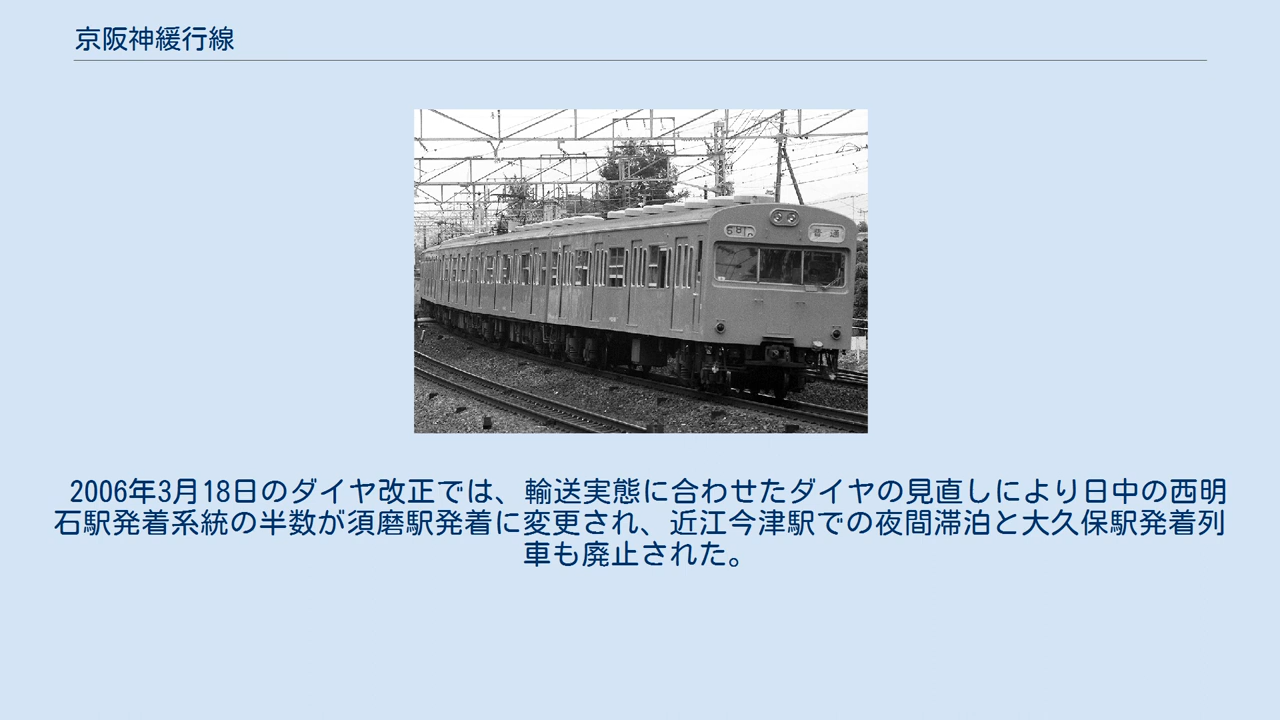 京阪神緩行線
普通
2006年3月18日のダイヤ改正では、輸送実態に合わせたダイヤの見直しにより日中の西明
石駅発着系統の半数が須磨駅発着に変更され、近江今津駅での夜間滞泊と大久保駅発着列
車も廃止された。